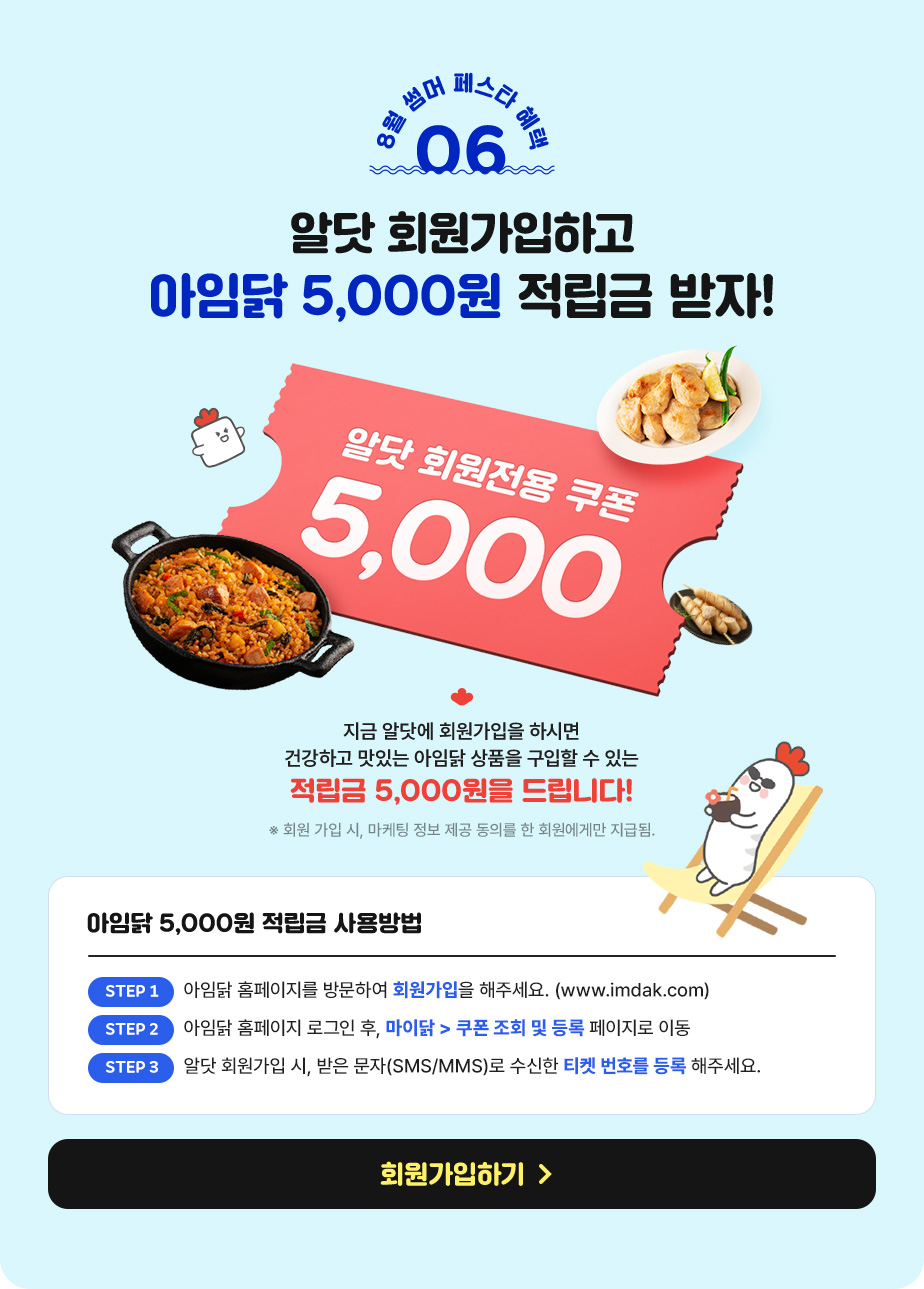 8월 썸머 페스타 혜택
06
알닷 회원가입하고
아임닭 5,000원 적립금 받자!
알닷 회원전용 쿠폰
5,000
지금 알닷에 회원가입을 하시면
건강하고 맛있는 아임닭 상품을 구입할 수 있는
적립금 5,000원을 드립니다!
※ 회원 가입 시, 마케팅 정보 제공 동의를 한 회원에게만 지급됨.
아임닭 5,000원 적립금 사용방법
STEP 1 아임닭 홈페이지를 방문하여 회원가입을 해주세요. (www.imdak.com)
STEP 2 아임닭 홈페이지 로그인 후, 마이닭 > 쿠폰 조회 및 등록 페이지로 이동
STEP 3 알닷 회원가입 시, 받은 문자(SMS/MMS)로 수신한 티켓 번호를 등록 해주세요.
회원가입하기 >